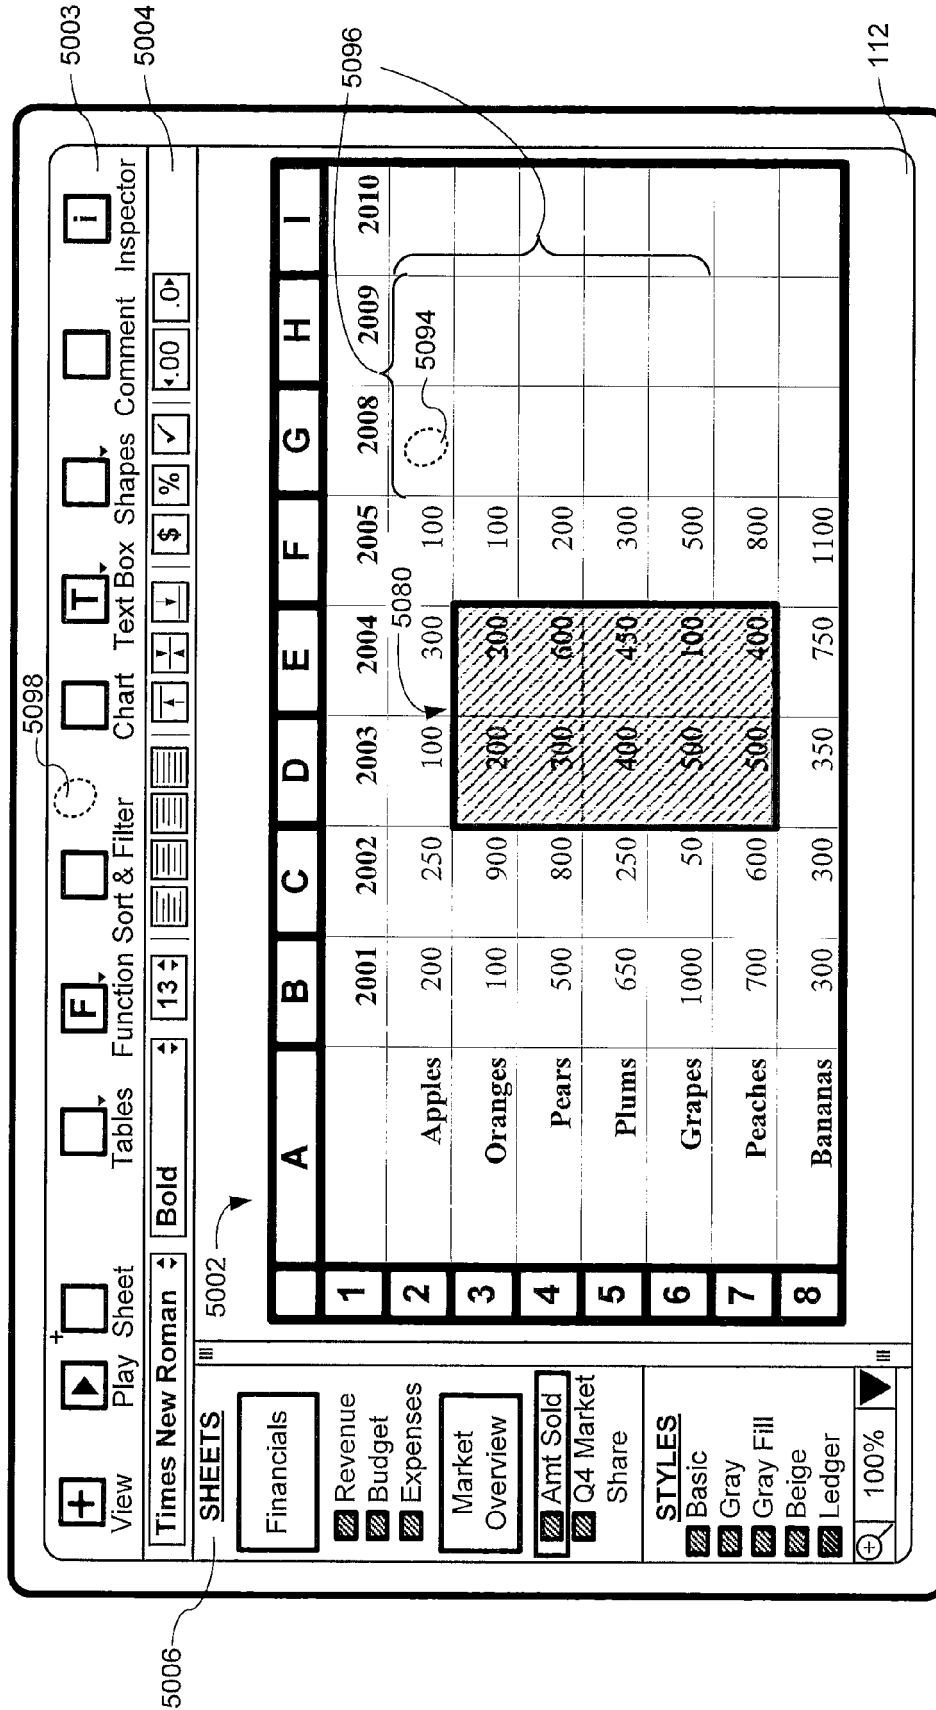 5098
5003
View Play Sheet Tables Function Sort & Filter Chart Text Box Shapes Comment Inspector
+ + F T i
5004
Times New Roman Bold 13 $ % ✓ .00 .0
5006
SHEETS
Financials
Revenue
Budget
Expenses
Market
Overview
Amt Sold
Q4 Market
Share
STYLES
Basic
Gray
Gray Fill
Beige
Ledger
100%
5002
5096
A B C D E F G H I
1 2001 2002 2003 2004 2005 2008 2009 2010
2 Apples 200 250 100 300 100
5080
5094
3 Oranges 100 900 200 300 100
4 Pears 500 800 300 600 200
5 Plums 650 250 400 450 300
6 Grapes 1000 50 500 100 500
7 Peaches 700 600 500 400 800
8 Bananas 300 300 350 750 1100
112